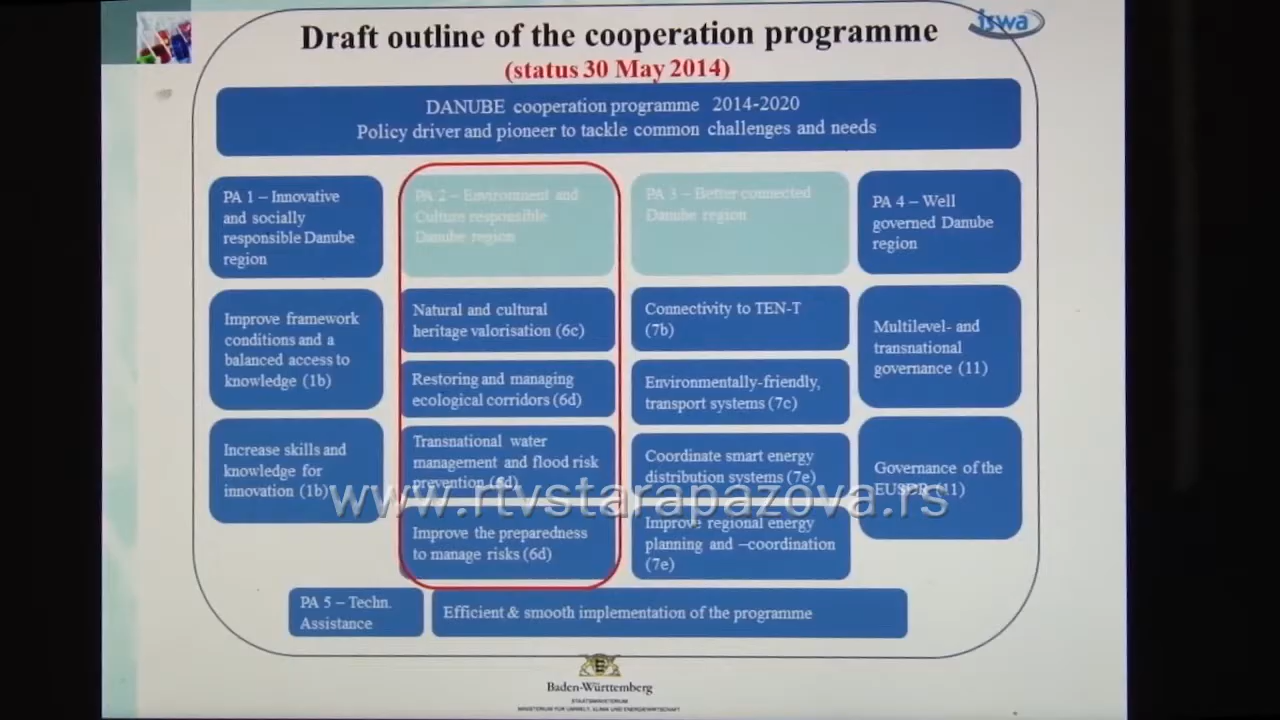 Draft outline of the cooperation programme
(status 30 May 2014)
iswa
DANUBE cooperation programme 2014-2020
Policy driver and pioneer to tackle common challenges and needs
PA 1 – Innovative
and socially
responsible Danube
region
Improve framework
conditions and a
balanced access to
knowledge (1b)
Increase skills and
knowledge for
innovation (1b)
PA 2 – Environment and
Culture responsible
Danube region
Natural and cultural
heritage valorisation (6c)
Restoring and managing
ecological corridors (6d)
Transnational water
management and flood risk
prevention (6d)
Improve the preparedness
to manage risks (6d)
PA 3 – Better connected
Danube region
Connectivity to TEN-T
(7b)
Environmentally-friendly,
transport systems (7c)
Coordinate smart energy
distribution systems (7e)
Improve regional energy
planning and –coordination
(7e)
PA 4 – Well
governed Danube
region
Multilevel- and
transnational
governance (11)
Governance of the
EUSDR (11)
www.rtvstarapazova.rs
PA 5 – Techn.
Assistance
Efficient & smooth implementation of the programme
Baden-Württemberg
STAATSMINISTERIUM
MINISTERIUM FÜR UMWELT, KLIMA UND ENERGIEWIRTSCHAFT